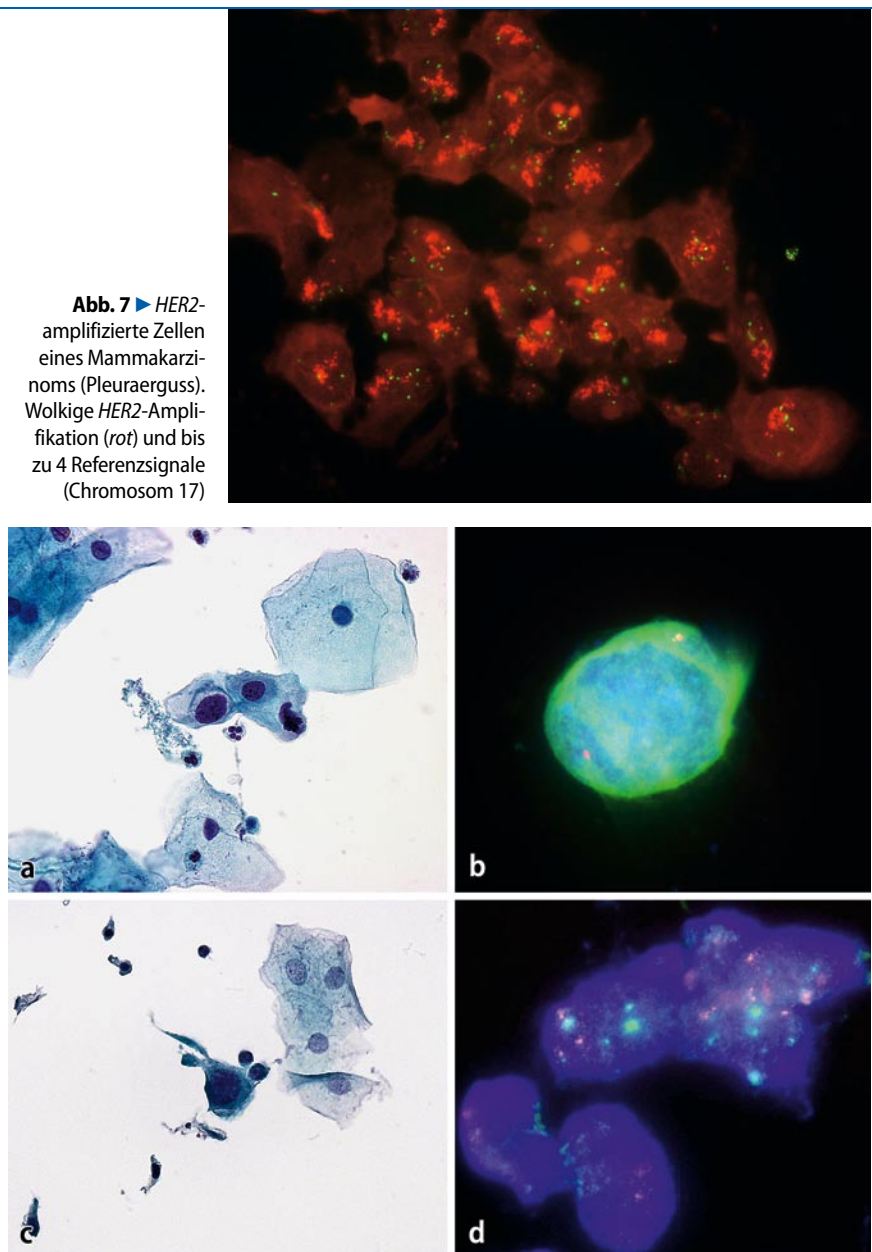 Abb. 7 ▶ HER2-
amplifizierte Zellen
eines Mammakarzi-
noms (Pleuraerguss).
Wolkige HER2-Ampli-
fikation (rot) und bis
zu 4 Referenzsignale
(Chromosom 17)
a
b
c
d